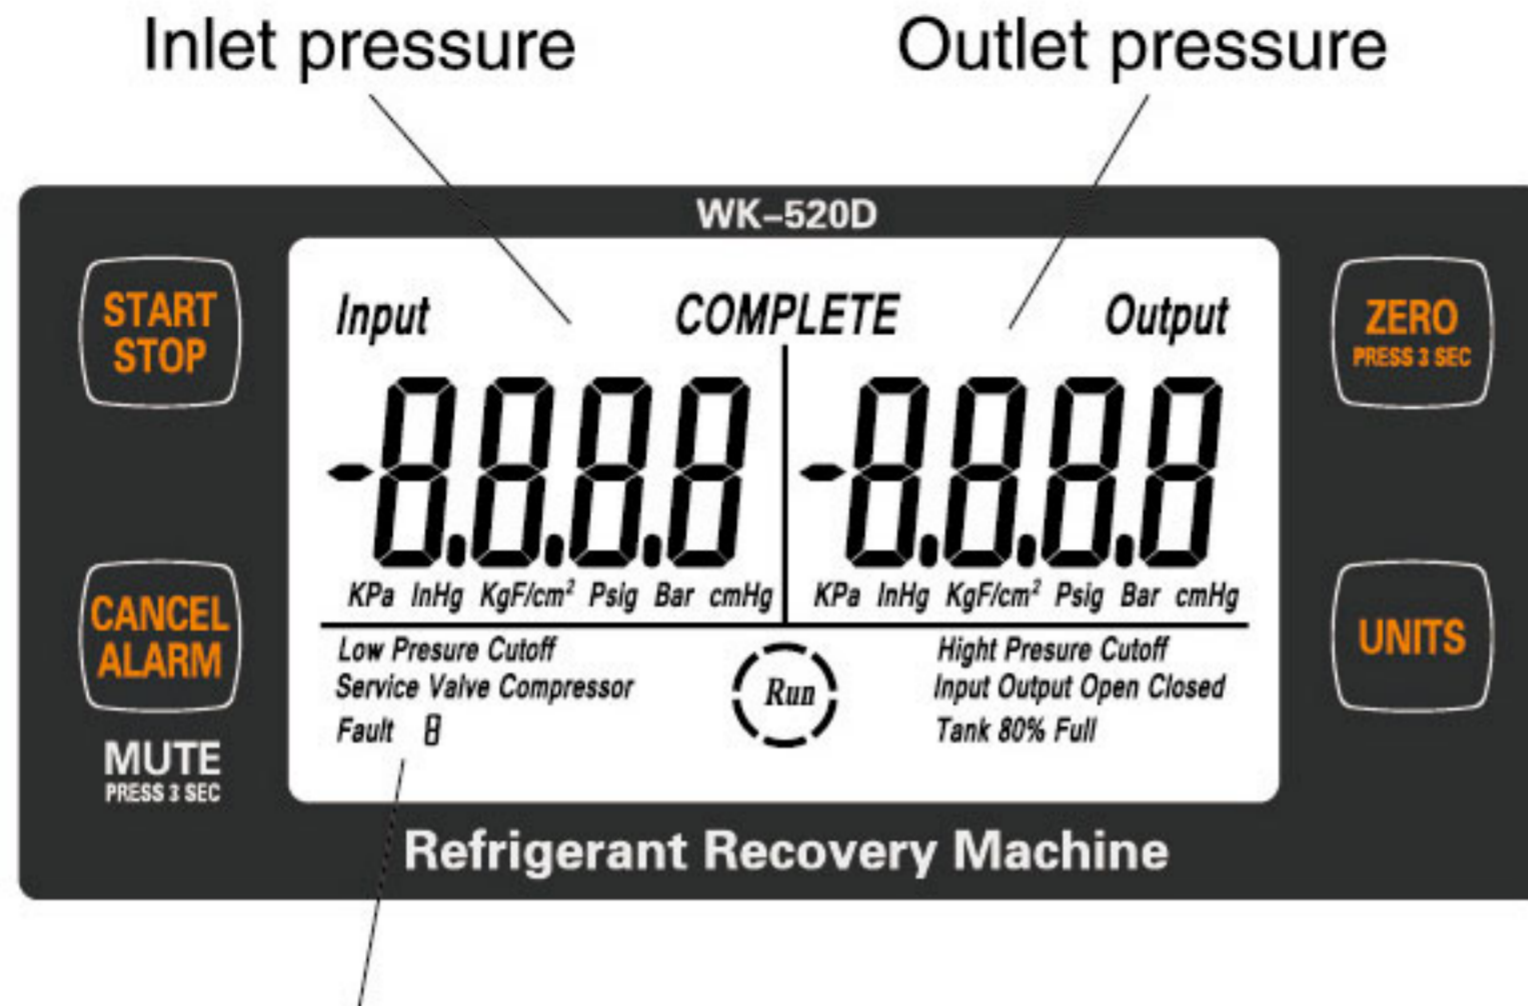 Inlet pressure Outlet pressure
WK-520D
START
STOP
Input COMPLETE Output
ZERO
PRESS 3 SEC
-8.8.8.8 -8.8.8.8
KPa InHg KgF/cm² Psig Bar cmHg KPa InHg KgF/cm² Psig Bar cmHg
CANCEL
ALARM
UNITS
Low Presure Cutoff Hight Presure Cutoff
Service Valve Compressor Run Input Output Open Closed
Fault 8 Tank 80% Full
MUTE
PRESS 3 SEC
Refrigerant Recovery Machine